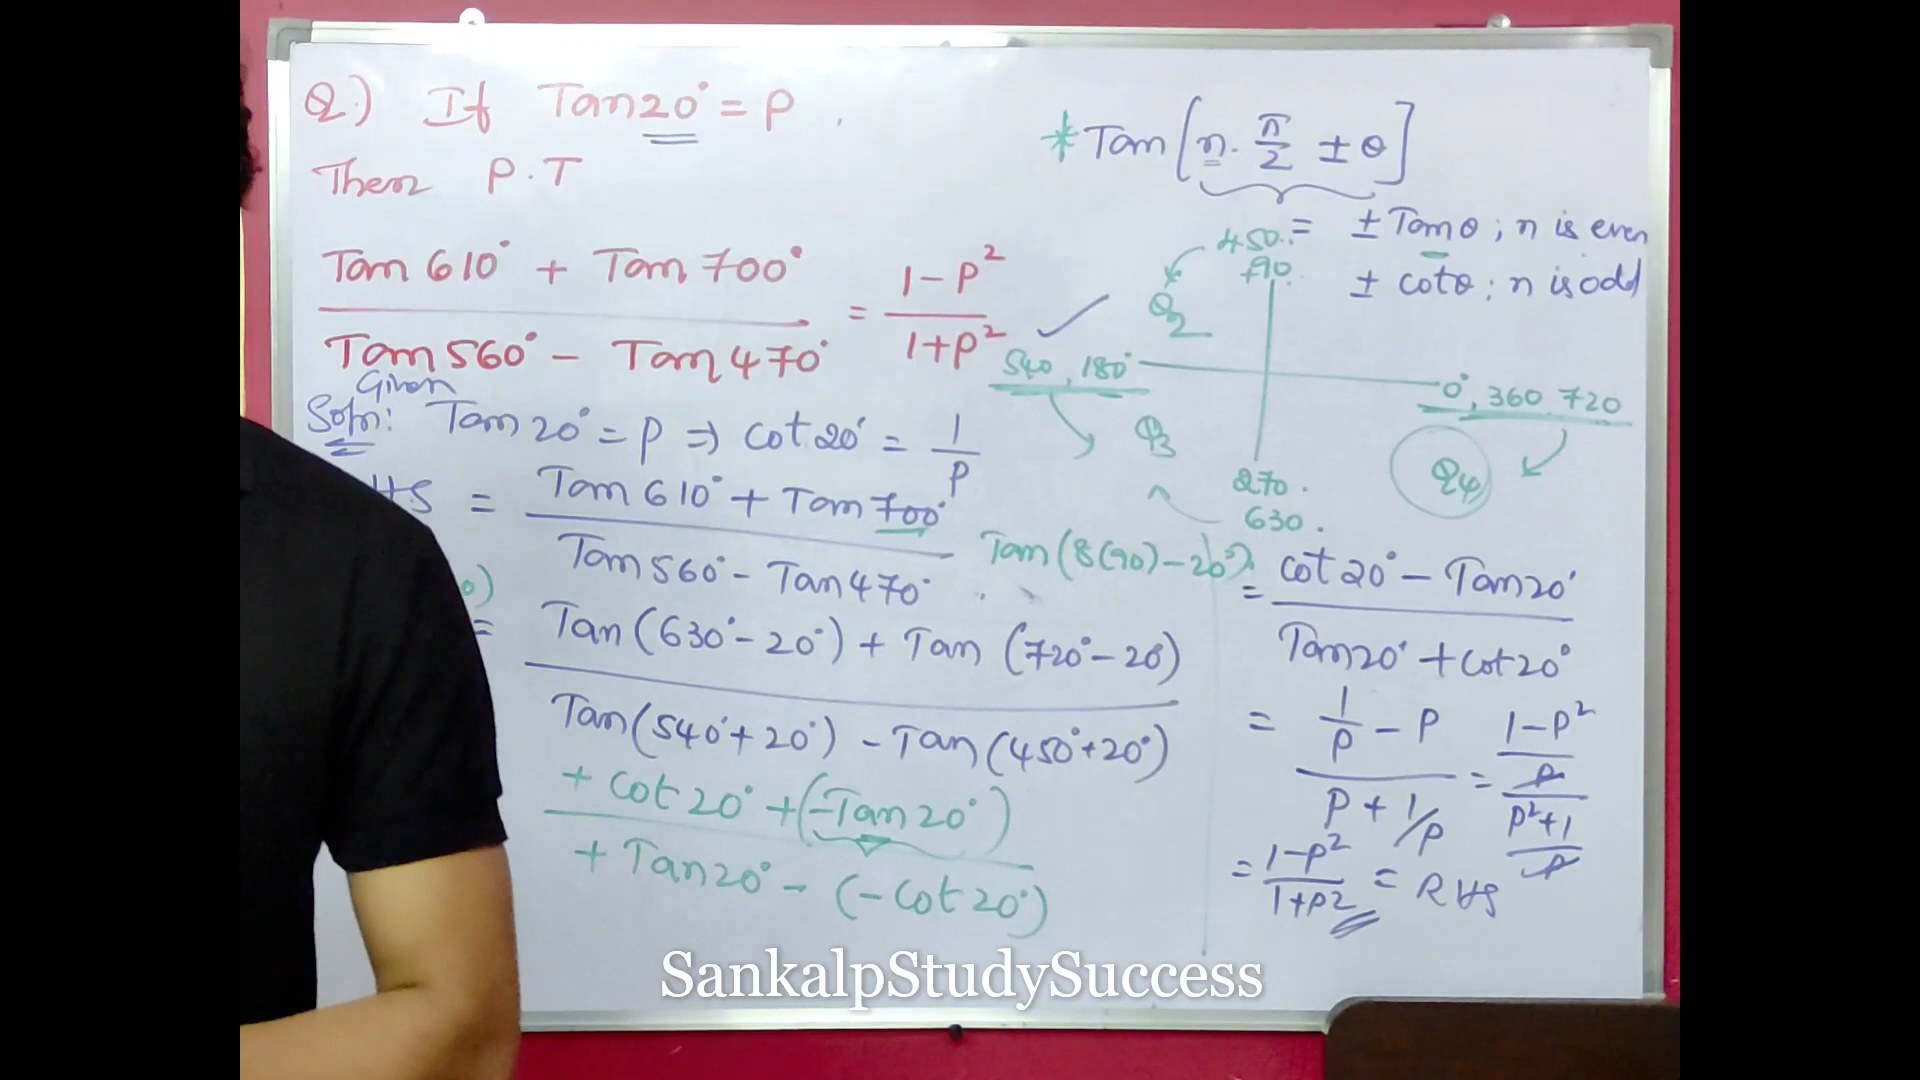 Q.) If Tan20° = P.
Then P.T
Tan 610° + Tan 700° / Tan 560° - Tan 470° = 1-P² / 1+P² ✓
Soln: Given Tan 20° = P => cot 20° = 1/P
HS = Tan 610° + Tan 700° / Tan 560° - Tan 470°
0)
= Tan (630° - 20°) + Tan (720° - 20°) / Tan (540° + 20°) - Tan (450° + 20°)
+ cot 20° + (-Tan 20°) / + Tan 20° - (-cot 20°)
* Tan [n. π/2 ± θ]
= ± Tan θ ; n is even
± cot θ ; n is odd
450.
+90.
Q2
540, 180°
0°, 360 720
Q3
Q4
270.
630.
Tan (8(90) - 20°)
= cot 20° - Tan 20° / Tan 20° + cot 20°
= 1/P - P / P + 1/P = 1-P² / P / P²+1 / P
= 1-P² / 1+P2 = RHS
SankalpStudySuccess